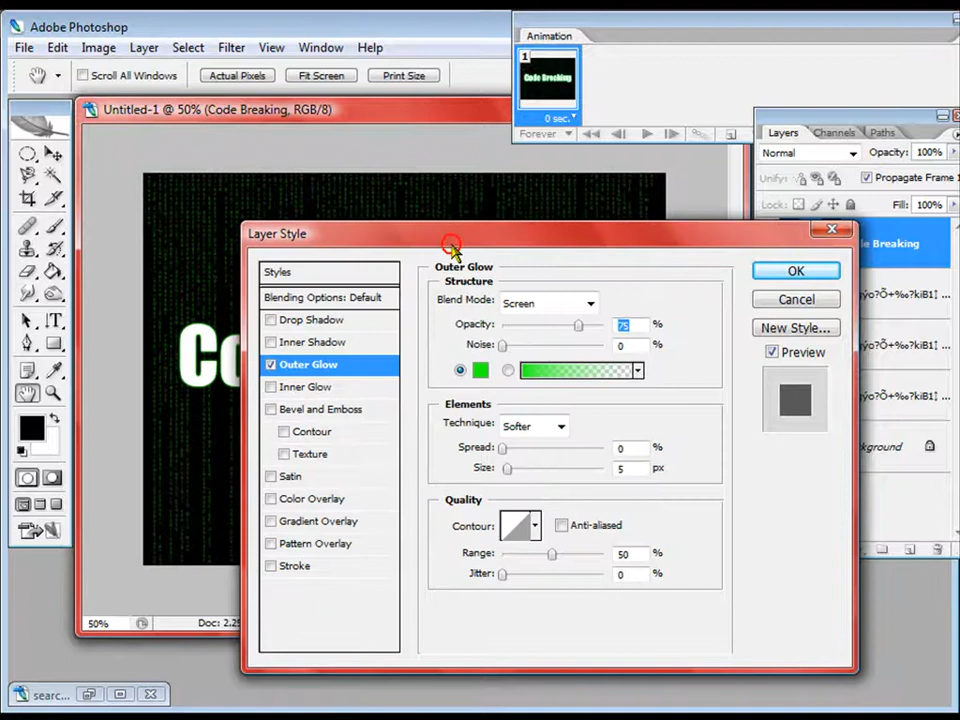 Adobe Photoshop
File Edit Image Layer Select Filter View Window Help
Scroll All Windows Actual Pixels Fit Screen Print Size
Animation
1
Code Breaking
0 sec.
Forever
Untitled-1 @ 50% (Code Breaking, RGB/8)
Layers Channels Paths
Normal Opacity: 100%
Unify: Propagate Frame 1
Lock: Fill: 100%
Breaking
Co
Layer Style
Styles
Blending Options: Default
Drop Shadow
Inner Shadow
Outer Glow
Inner Glow
Bevel and Emboss
Contour
Texture
Satin
Color Overlay
Gradient Overlay
Pattern Overlay
Stroke
Outer Glow
Structure
Blend Mode: Screen
Opacity: 75 %
Noise: 0 %
Elements
Technique: Softer
Spread: 0 %
Size: 5 px
Quality
Contour: Anti-aliased
Range: 50 %
Jitter: 0 %
OK
Cancel
New Style...
Preview
50% Doc: 2.2
searc...